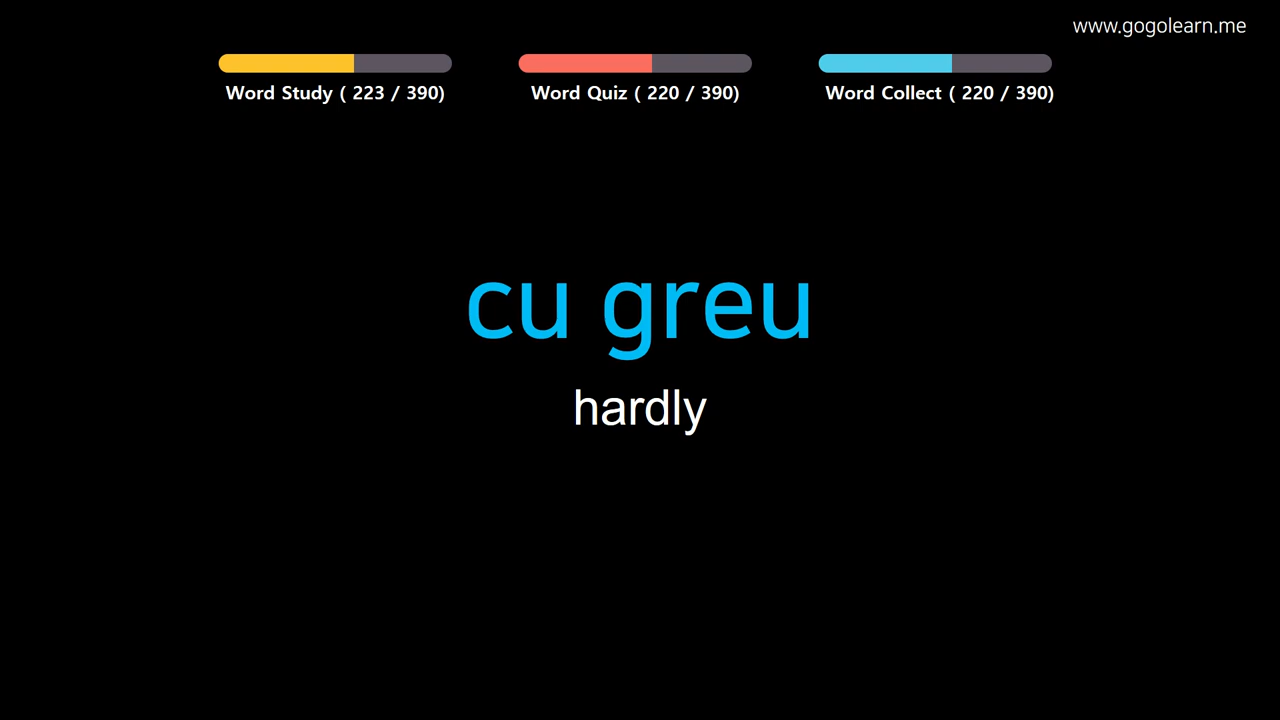 www.gogolearn.me
Word Study ( 223 / 390)
Word Quiz ( 220 / 390)
Word Collect ( 220 / 390)
cu greu
hardly